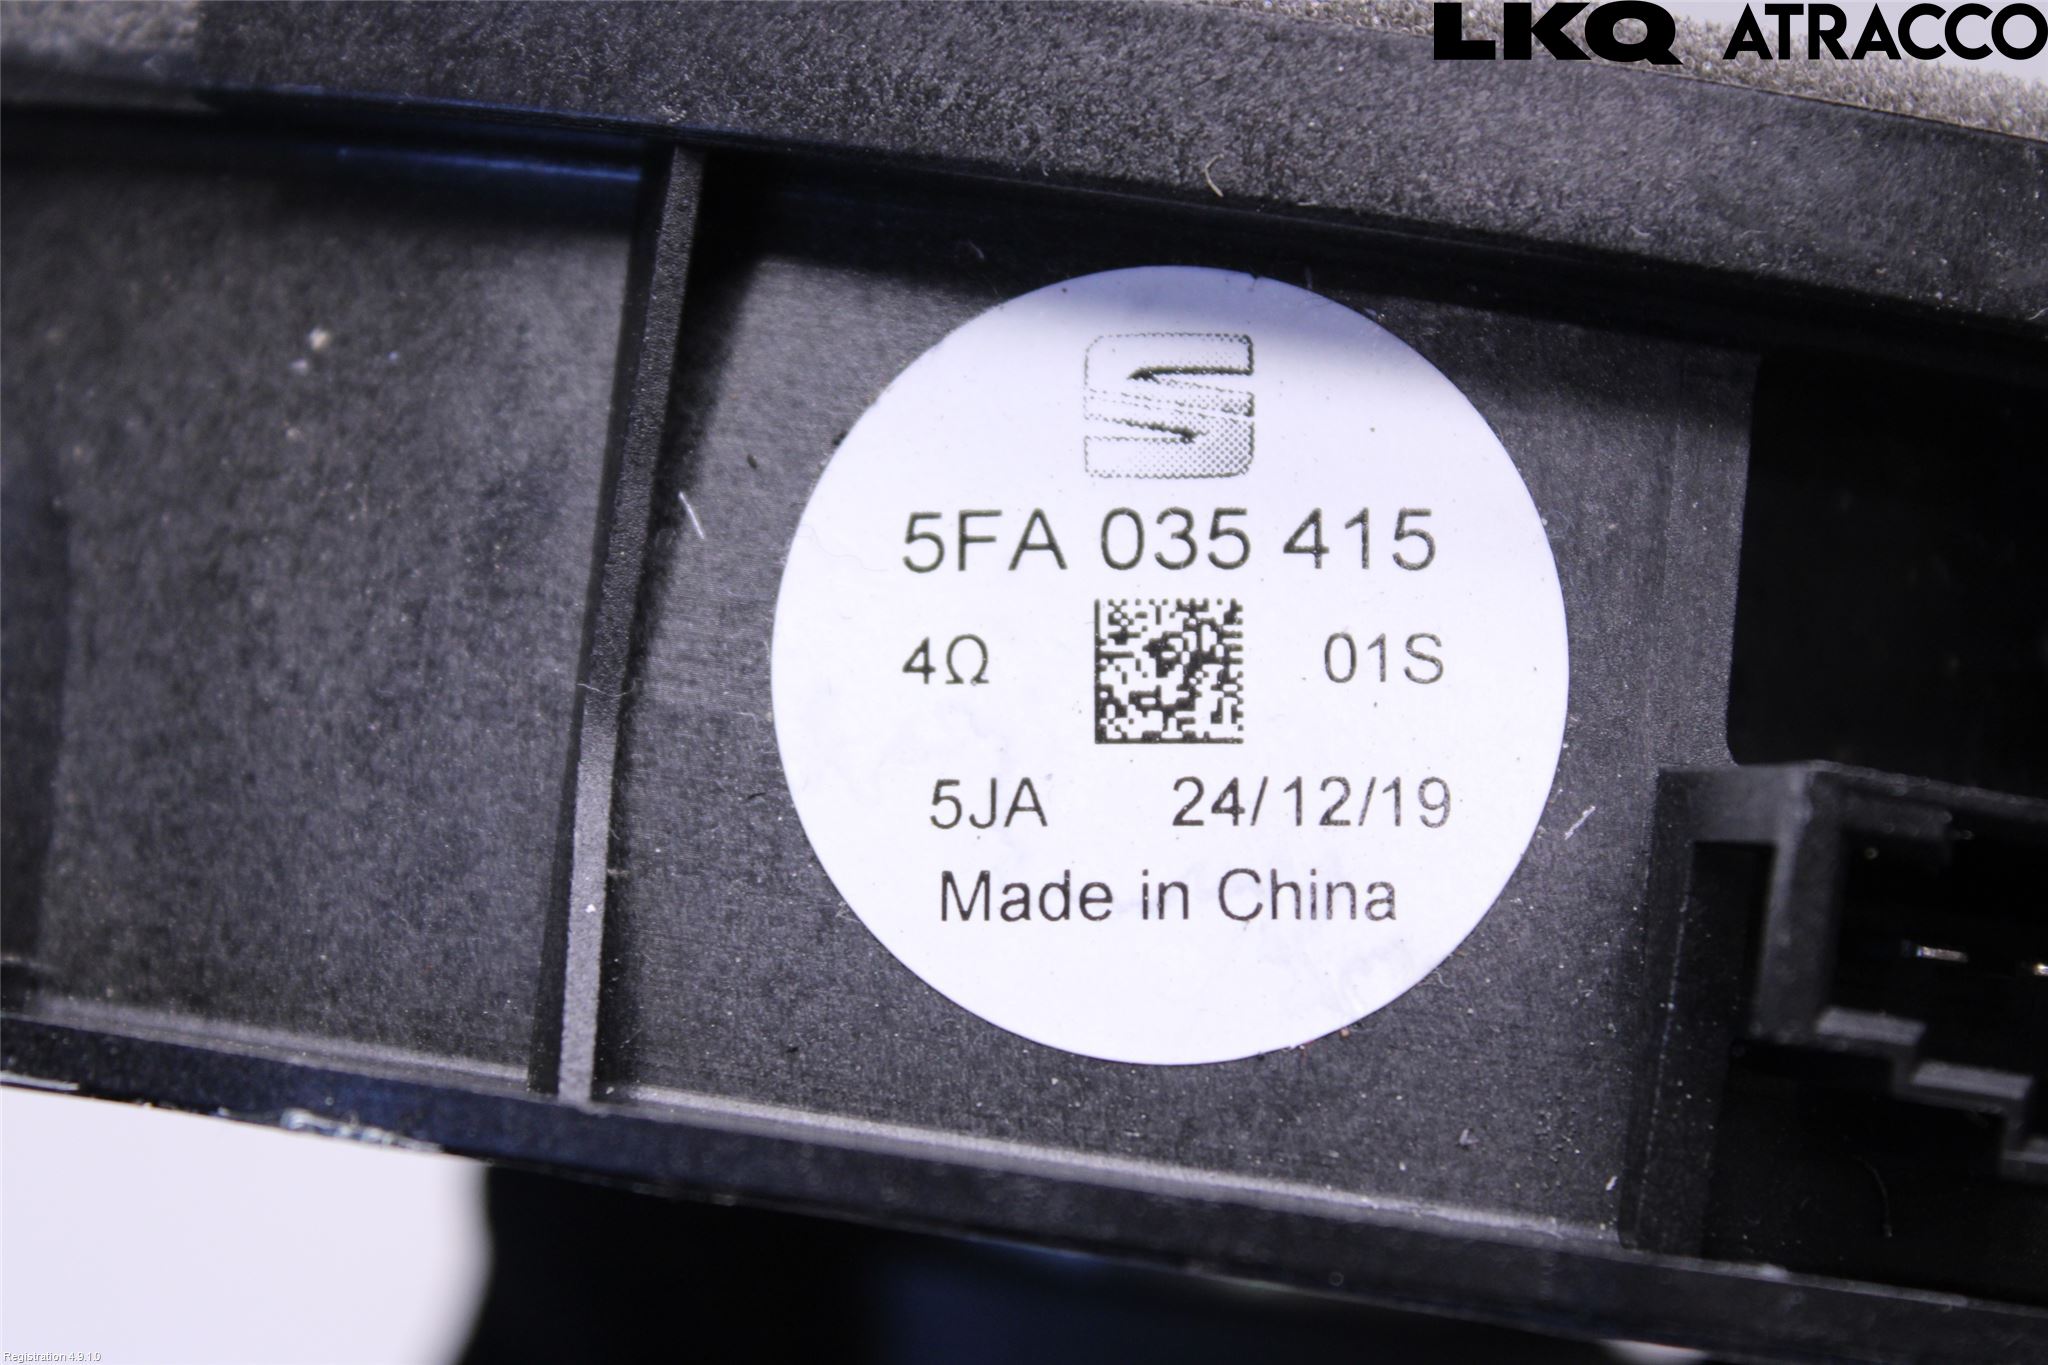 LKQ ATRACCO
5FA 035 415
4Ω 01S
5JA 24/12/19
Made in China
Registration 4.9.1.0